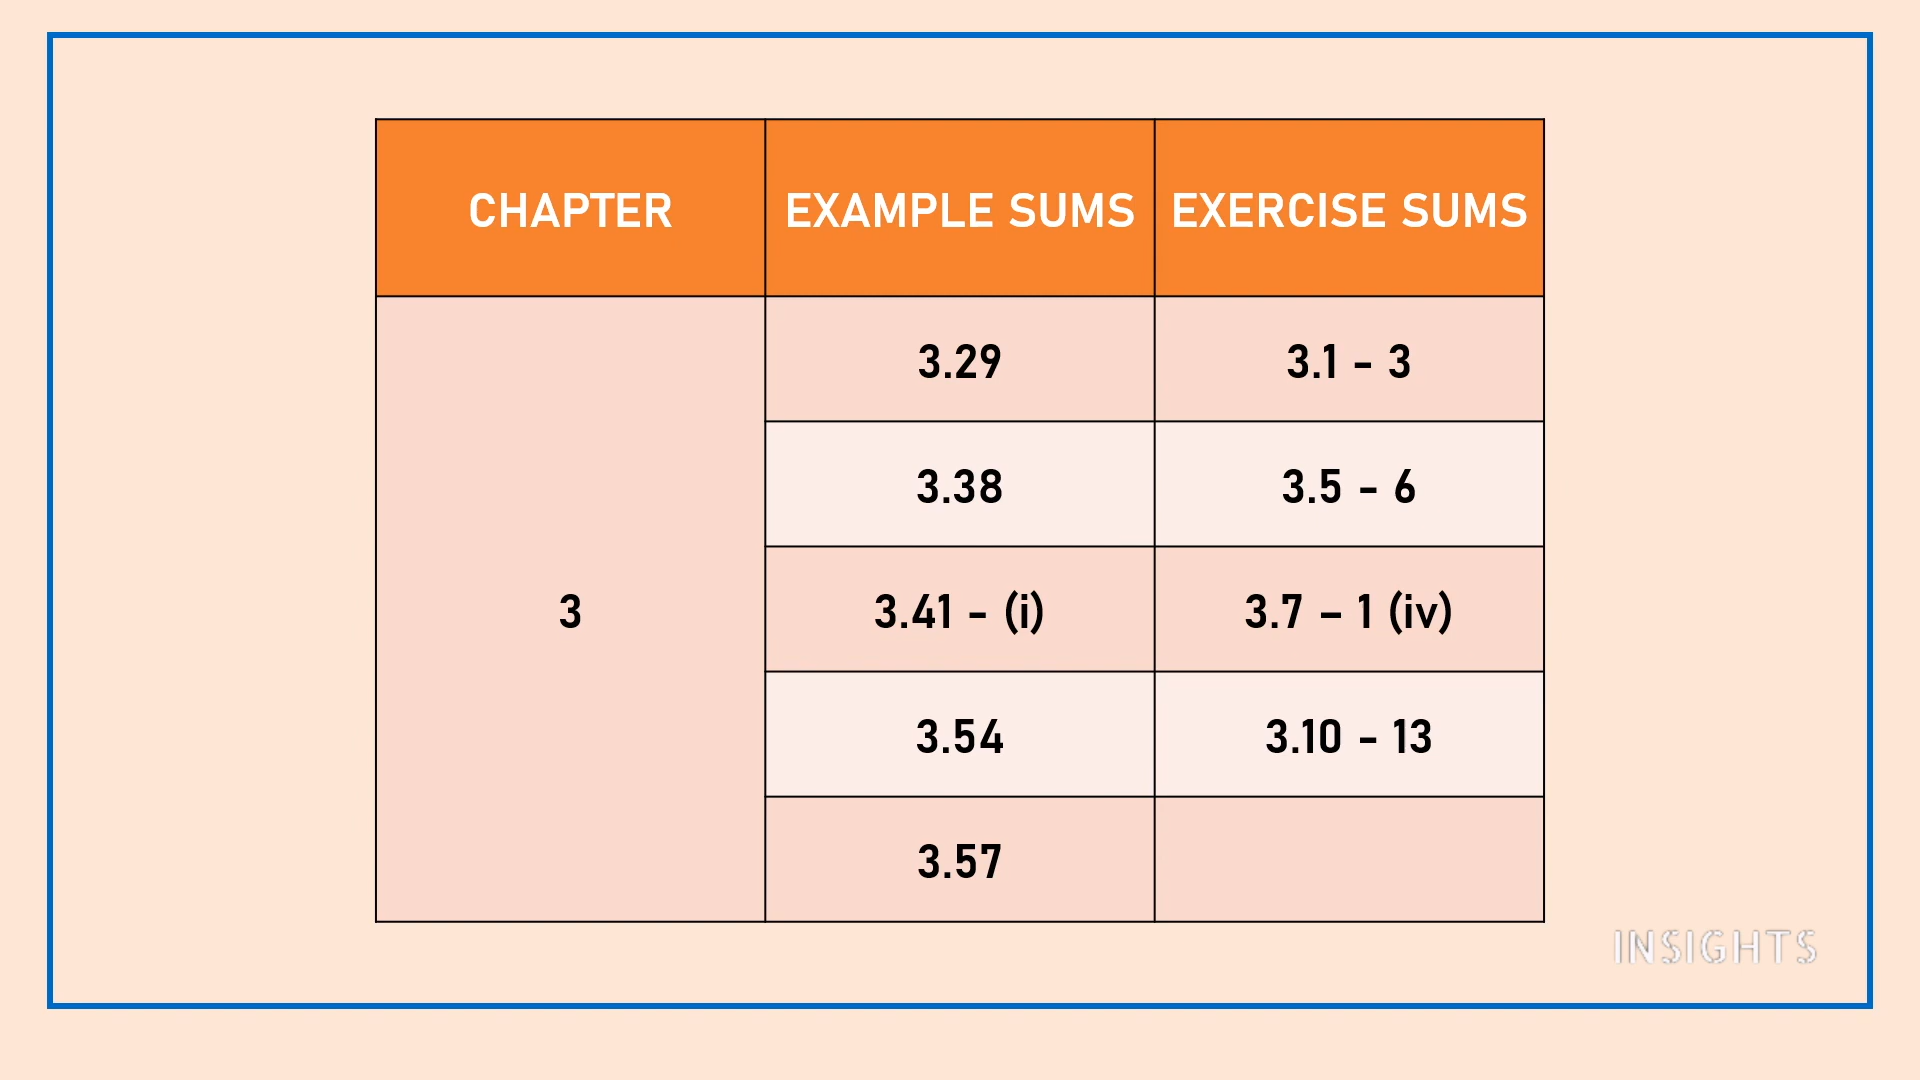 CHAPTER EXAMPLE SUMS EXERCISE SUMS
3.29 3.1 - 3
3.38 3.5 - 6
3 3.41 - (i) 3.7 – 1 (iv)
3.54 3.10 - 13
3.57
INSIGHTS